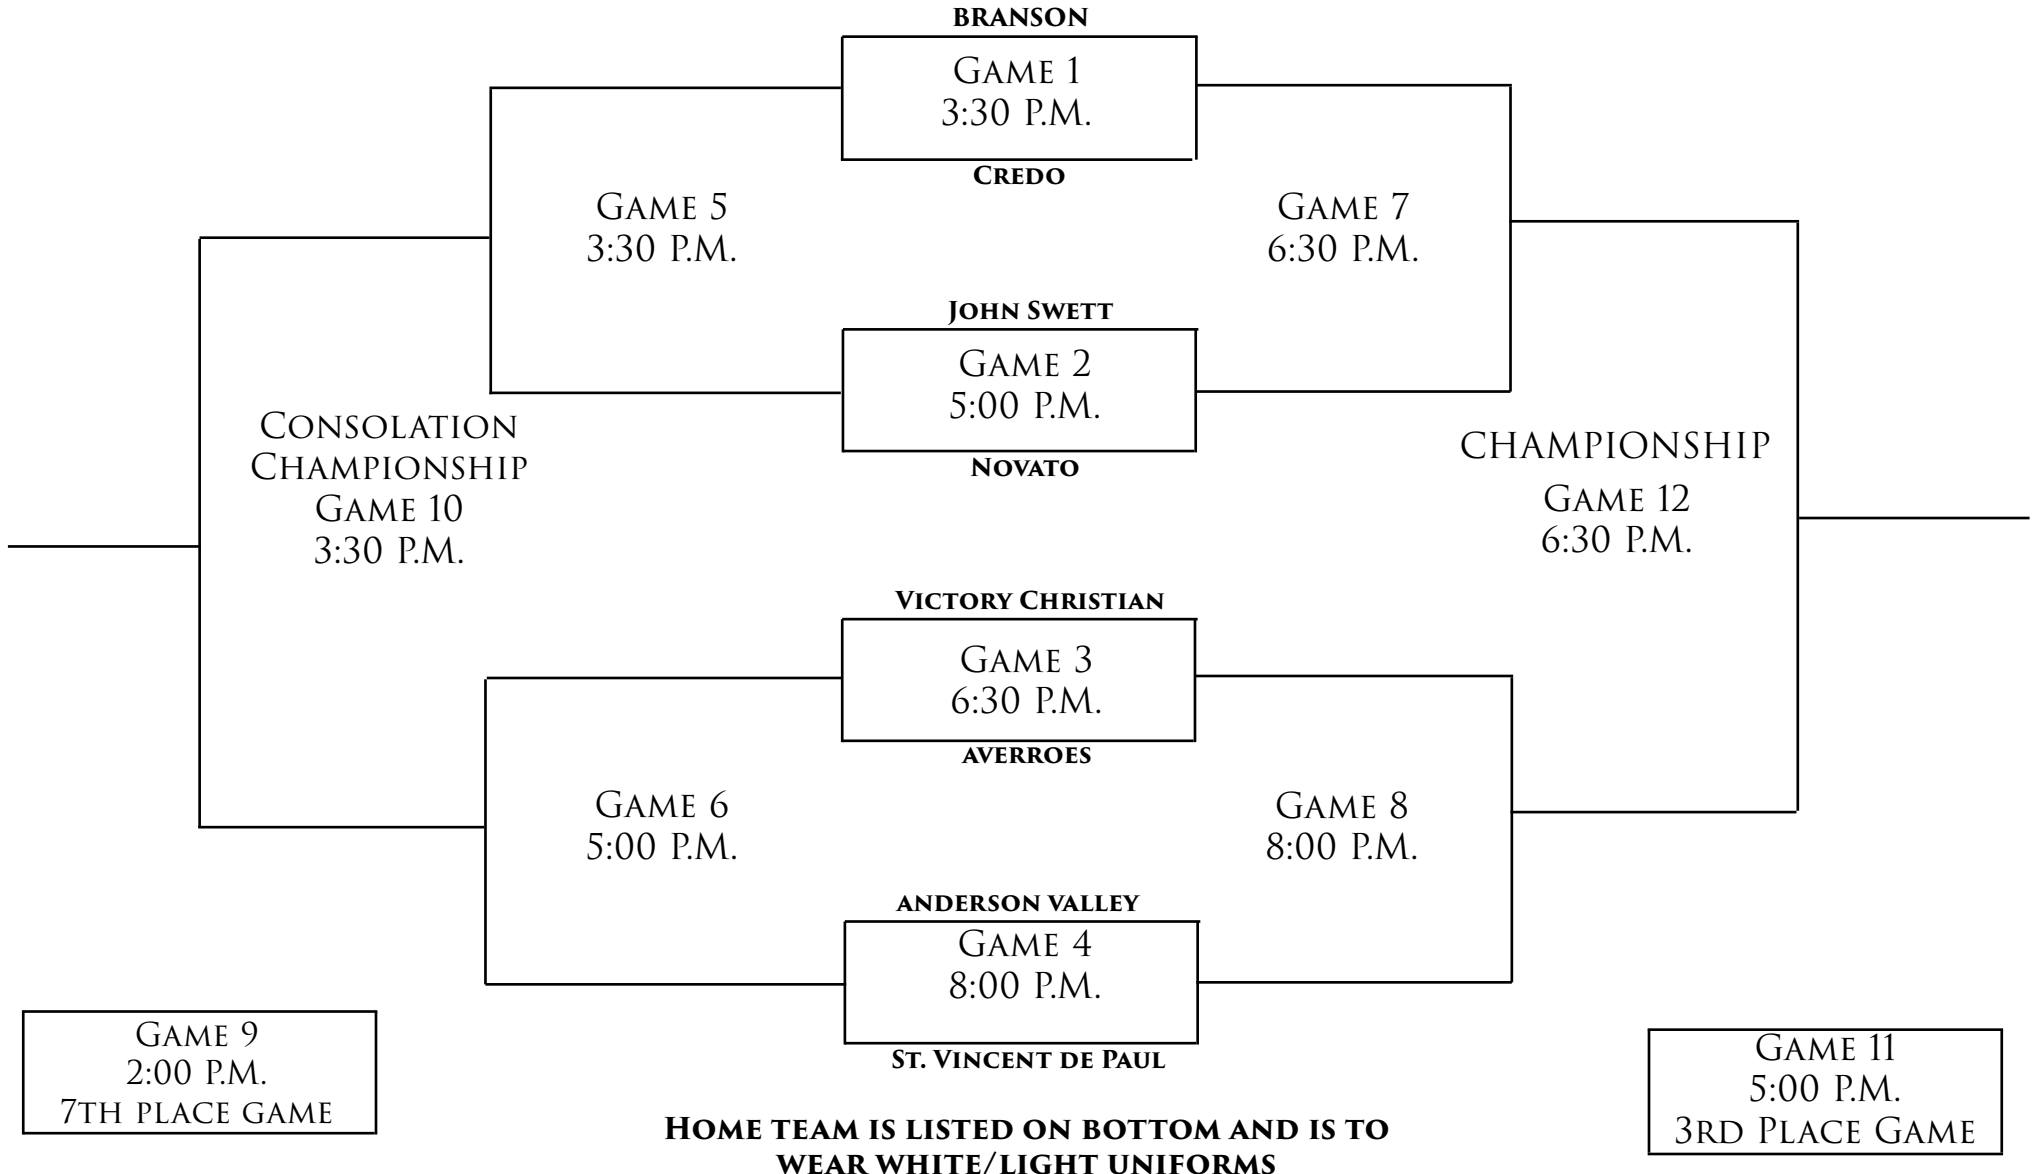 BRANSON
GAME 1
3:30 P.M.
CREDO
GAME 5
3:30 P.M.
GAME 7
6:30 P.M.
JOHN SWETT
GAME 2
5:00 P.M.
NOVATO
CONSOLATION
CHAMPIONSHIP
GAME 10
3:30 P.M.
CHAMPIONSHIP
GAME 12
6:30 P.M.
VICTORY CHRISTIAN
GAME 3
6:30 P.M.
AVERROES
GAME 6
5:00 P.M.
GAME 8
8:00 P.M.
ANDERSON VALLEY
GAME 4
8:00 P.M.
ST. VINCENT DE PAUL
GAME 9
2:00 P.M.
7TH PLACE GAME
GAME 11
5:00 P.M.
3RD PLACE GAME
HOME TEAM IS LISTED ON BOTTOM AND IS TO
WEAR WHITE/LIGHT UNIFORMS